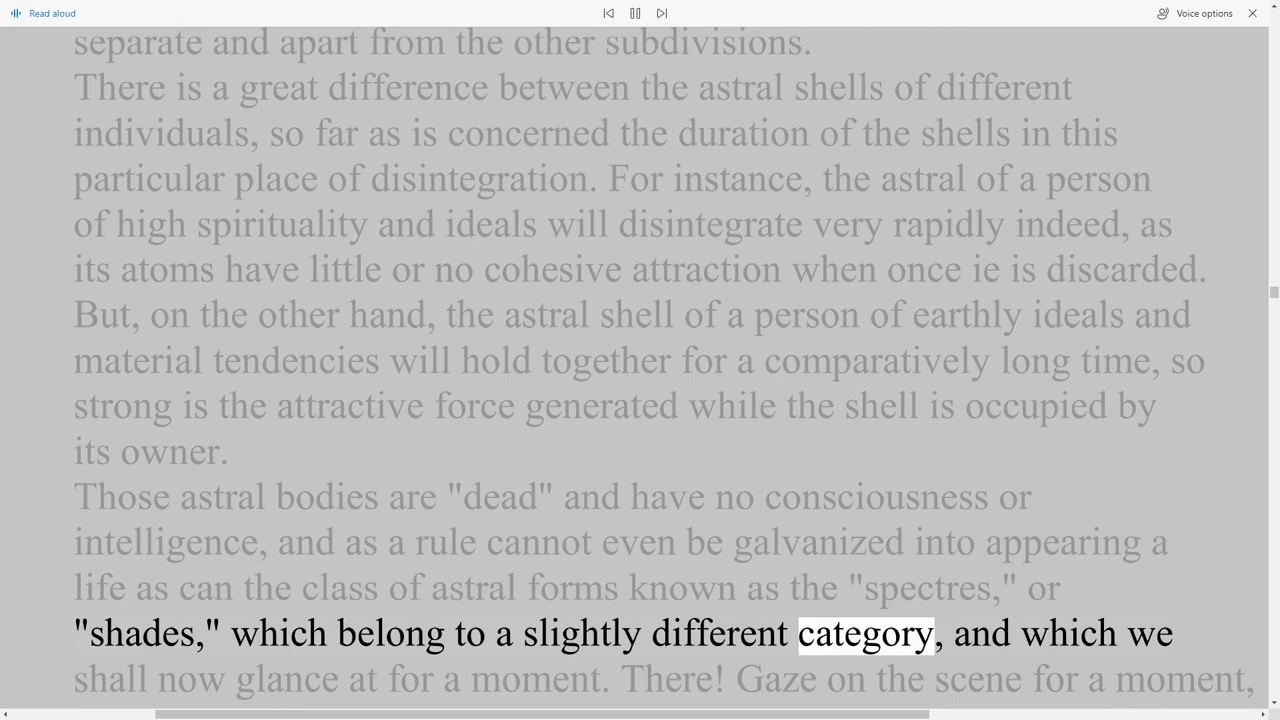 Read aloud
Voice options
separate and apart from the other subdivisions.
There is a great difference between the astral shells of different
individuals, so far as is concerned the duration of the shells in this
particular place of disintegration. For instance, the astral of a person
of high spirituality and ideals will disintegrate very rapidly indeed, as
its atoms have little or no cohesive attraction when once ie is discarded.
But, on the other hand, the astral shell of a person of earthly ideals and
material tendencies will hold together for a comparatively long time, so
strong is the attractive force generated while the shell is occupied by
its owner.
Those astral bodies are "dead" and have no consciousness or
intelligence, and as a rule cannot even be galvanized into appearing a
life as can the class of astral forms known as the "spectres," or
"shades," which belong to a slightly different category, and which we
shall now glance at for a moment. There! Gaze on the scene for a moment,